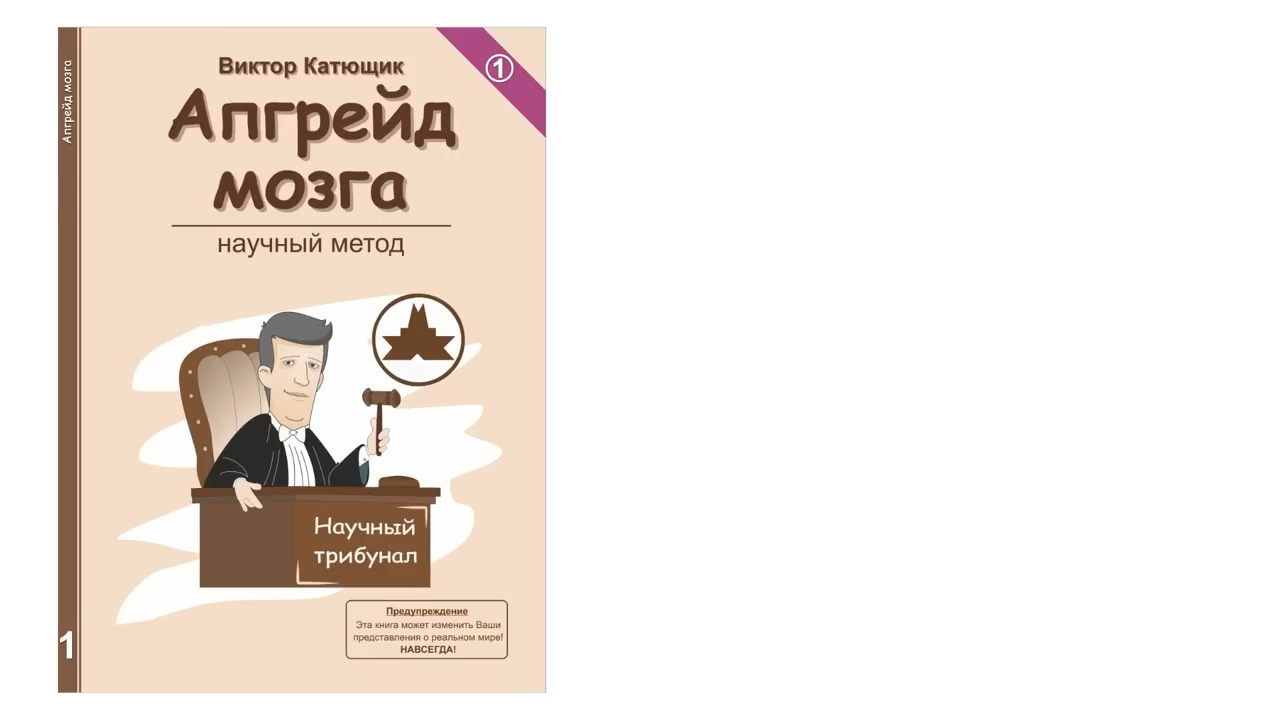 Апгрейд мозга
1
Виктор Катющик
1
Апгрейд
мозга
научный метод
Научный
трибунал
Предупреждение
Эта книга может изменить Ваши
представления о реальном мире!
НАВСЕГДА!